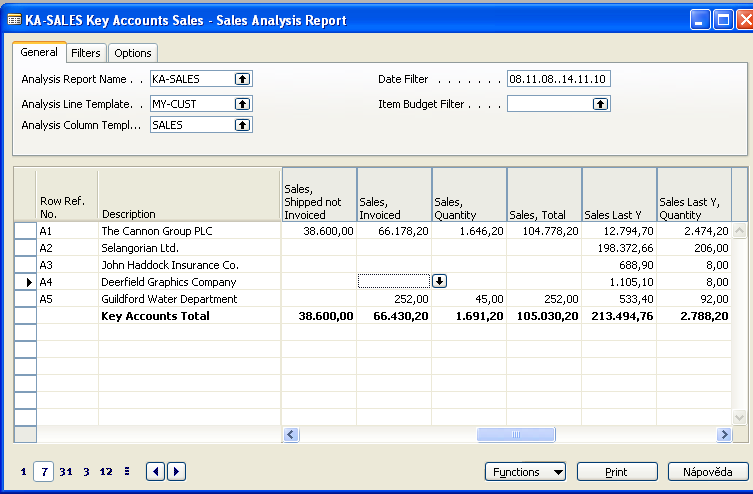 KA-SALES Key Accounts Sales - Sales Analysis Report
General Filters Options
Analysis Report Name . . KA-SALES Date Filter . . . . . . . 08.11.08..14.11.10
Analysis Line Template. . MY-CUST Item Budget Filter . . . .
Analysis Column Templ... SALES
Row Ref. No. Description Sales, Shipped not Invoiced Sales, Invoiced Sales, Quantity Sales, Total Sales Last Y Sales Last Y, Quantity
A1 The Cannon Group PLC 38.600,00 66.178,20 1.646,20 104.778,20 12.794,70 2.474,20
A2 Selangorian Ltd. 198.372,66 206,00
A3 John Haddock Insurance Co. 688,90 8,00
A4 Deerfield Graphics Company 1.105,10 8,00
A5 Guildford Water Department 252,00 45,00 252,00 533,40 92,00
Key Accounts Total 38.600,00 66.430,20 1.691,20 105.030,20 213.494,76 2.788,20
1 7 31 3 12 Functions Print Nápověda